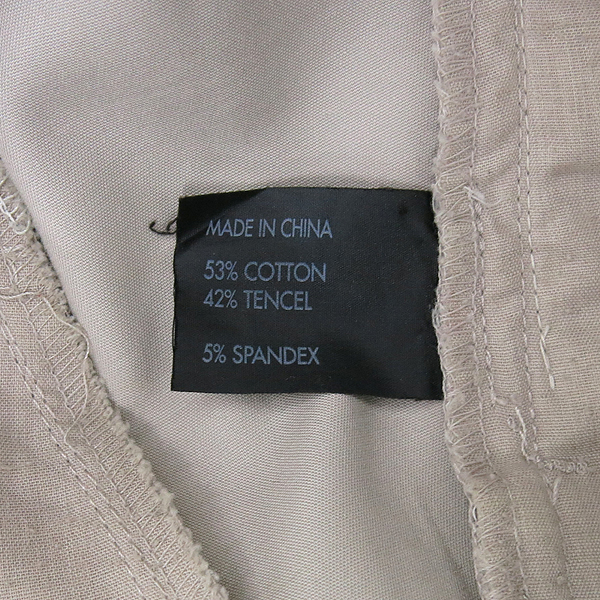 MADE IN CHINA
53% COTTON
42% TENCEL
5% SPANDEX